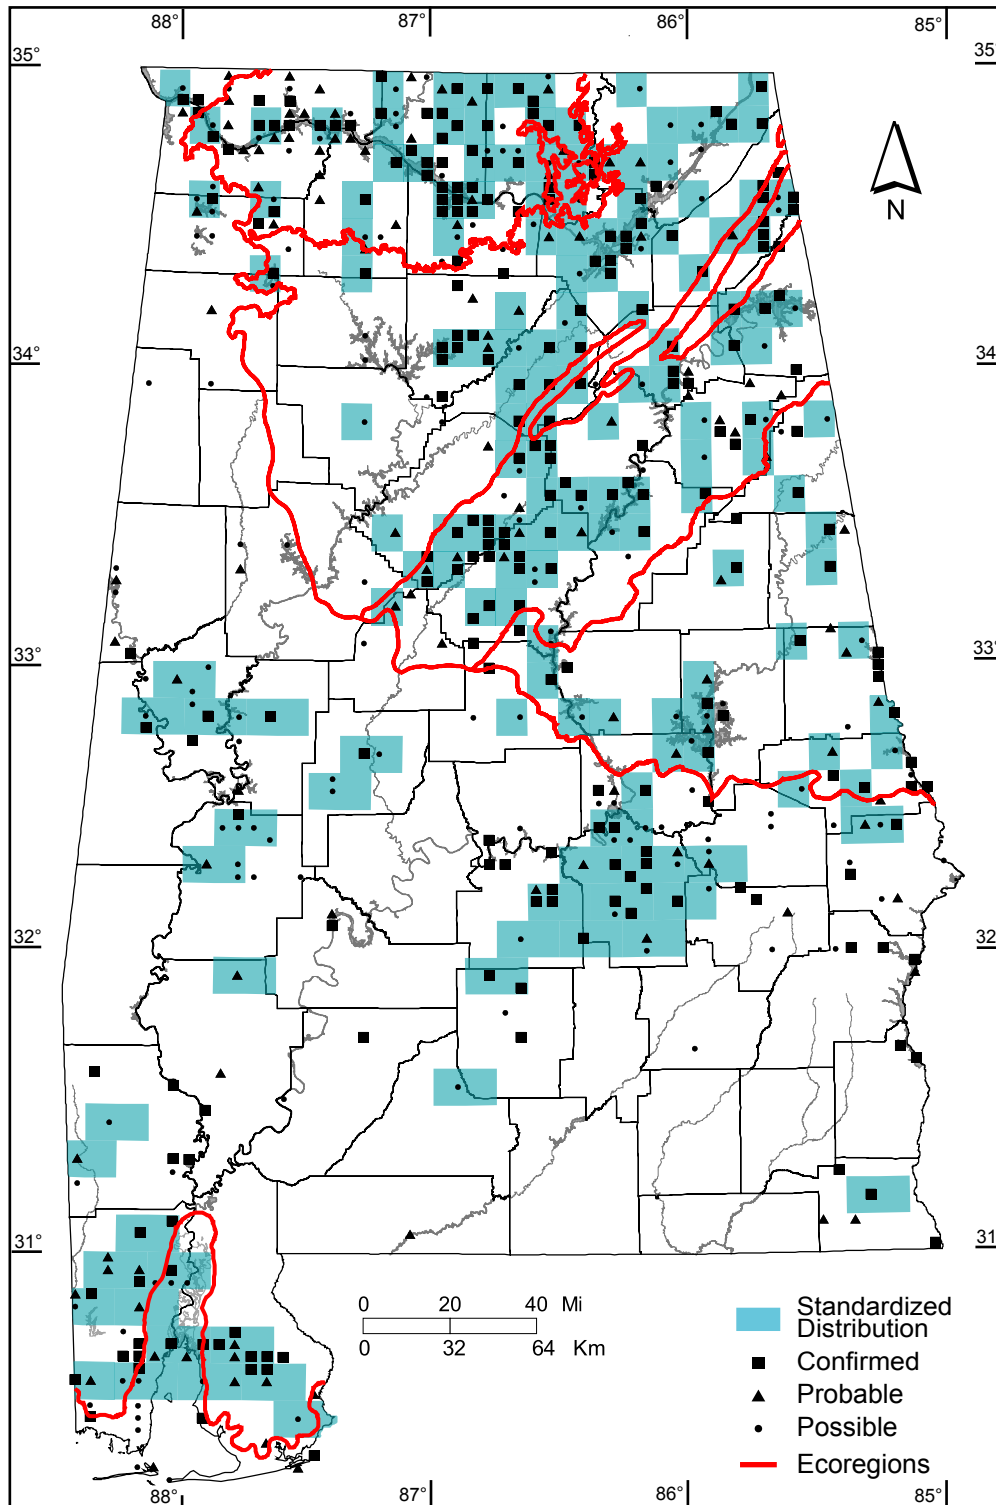 88° 87° 86° 85°
35° 35°
N
34° 34
33° 33°
32° 32
31° 31
0 20 40 Mi
0 32 64 Km
Standardized
Distribution
Confirmed
Probable
Possible
Ecoregions
88° 87° 86° 85°